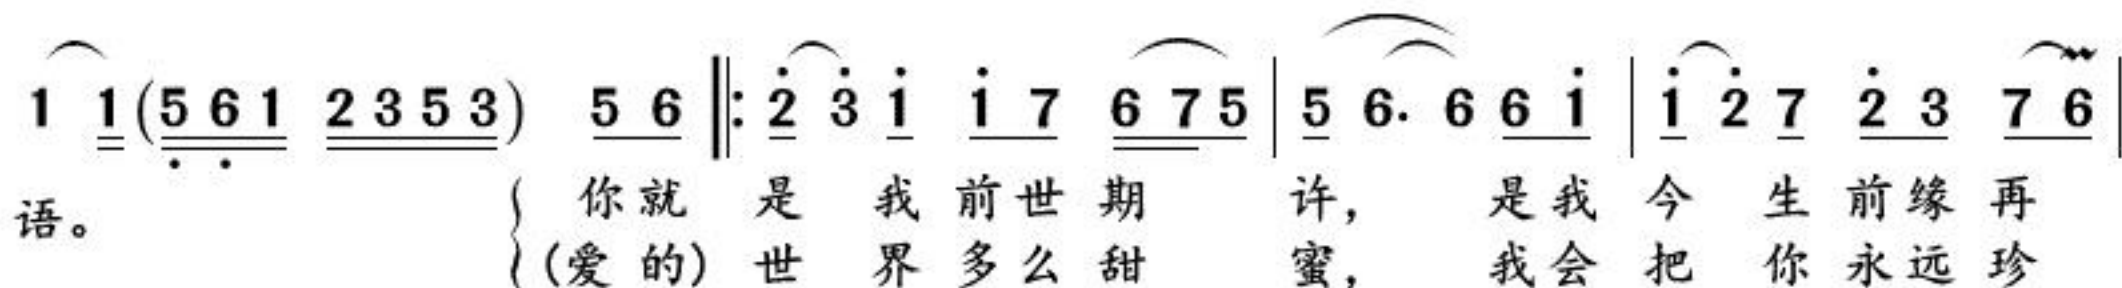 1 1(5 6 1 2 3 5 3) 5 6 ‖: 2 3 1 1 7 6 7 5 | 5 6. 6 6 1 | 1 2 7 2 3 7 6 |
语。 你就 是 我 前世 期 许， 是我 今 生 前缘 再
(爱 的) 世 界 多么 甜 蜜， 我会 把 你 永远 珍